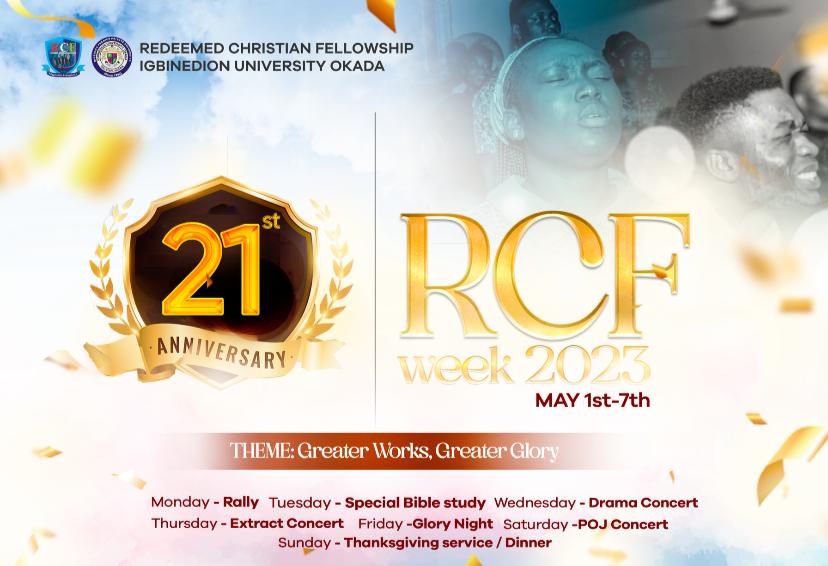 RCF
REDEEMED CHRISTIAN FELLOWSHIP
IGBINEDION UNIVERSITY OKADA
21st
ANNIVERSARY
RCF
week 2023
MAY 1st-7th
THEME: Greater Works, Greater Glory
Monday - Rally Tuesday - Special Bible study Wednesday - Drama Concert
Thursday - Extract Concert Friday -Glory Night Saturday -POJ Concert
Sunday - Thanksgiving service / Dinner